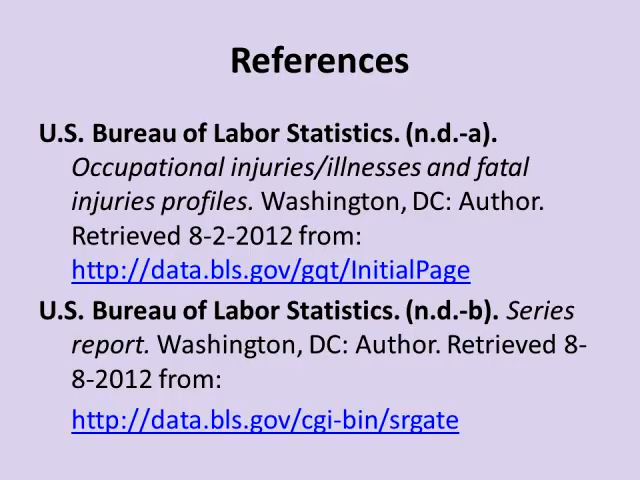 References
U.S. Bureau of Labor Statistics. (n.d.-a).
Occupational injuries/illnesses and fatal
injuries profiles. Washington, DC: Author.
Retrieved 8-2-2012 from:
http://data.bls.gov/gqt/InitialPage
U.S. Bureau of Labor Statistics. (n.d.-b). Series
report. Washington, DC: Author. Retrieved 8-
8-2012 from:
http://data.bls.gov/cgi-bin/srgate